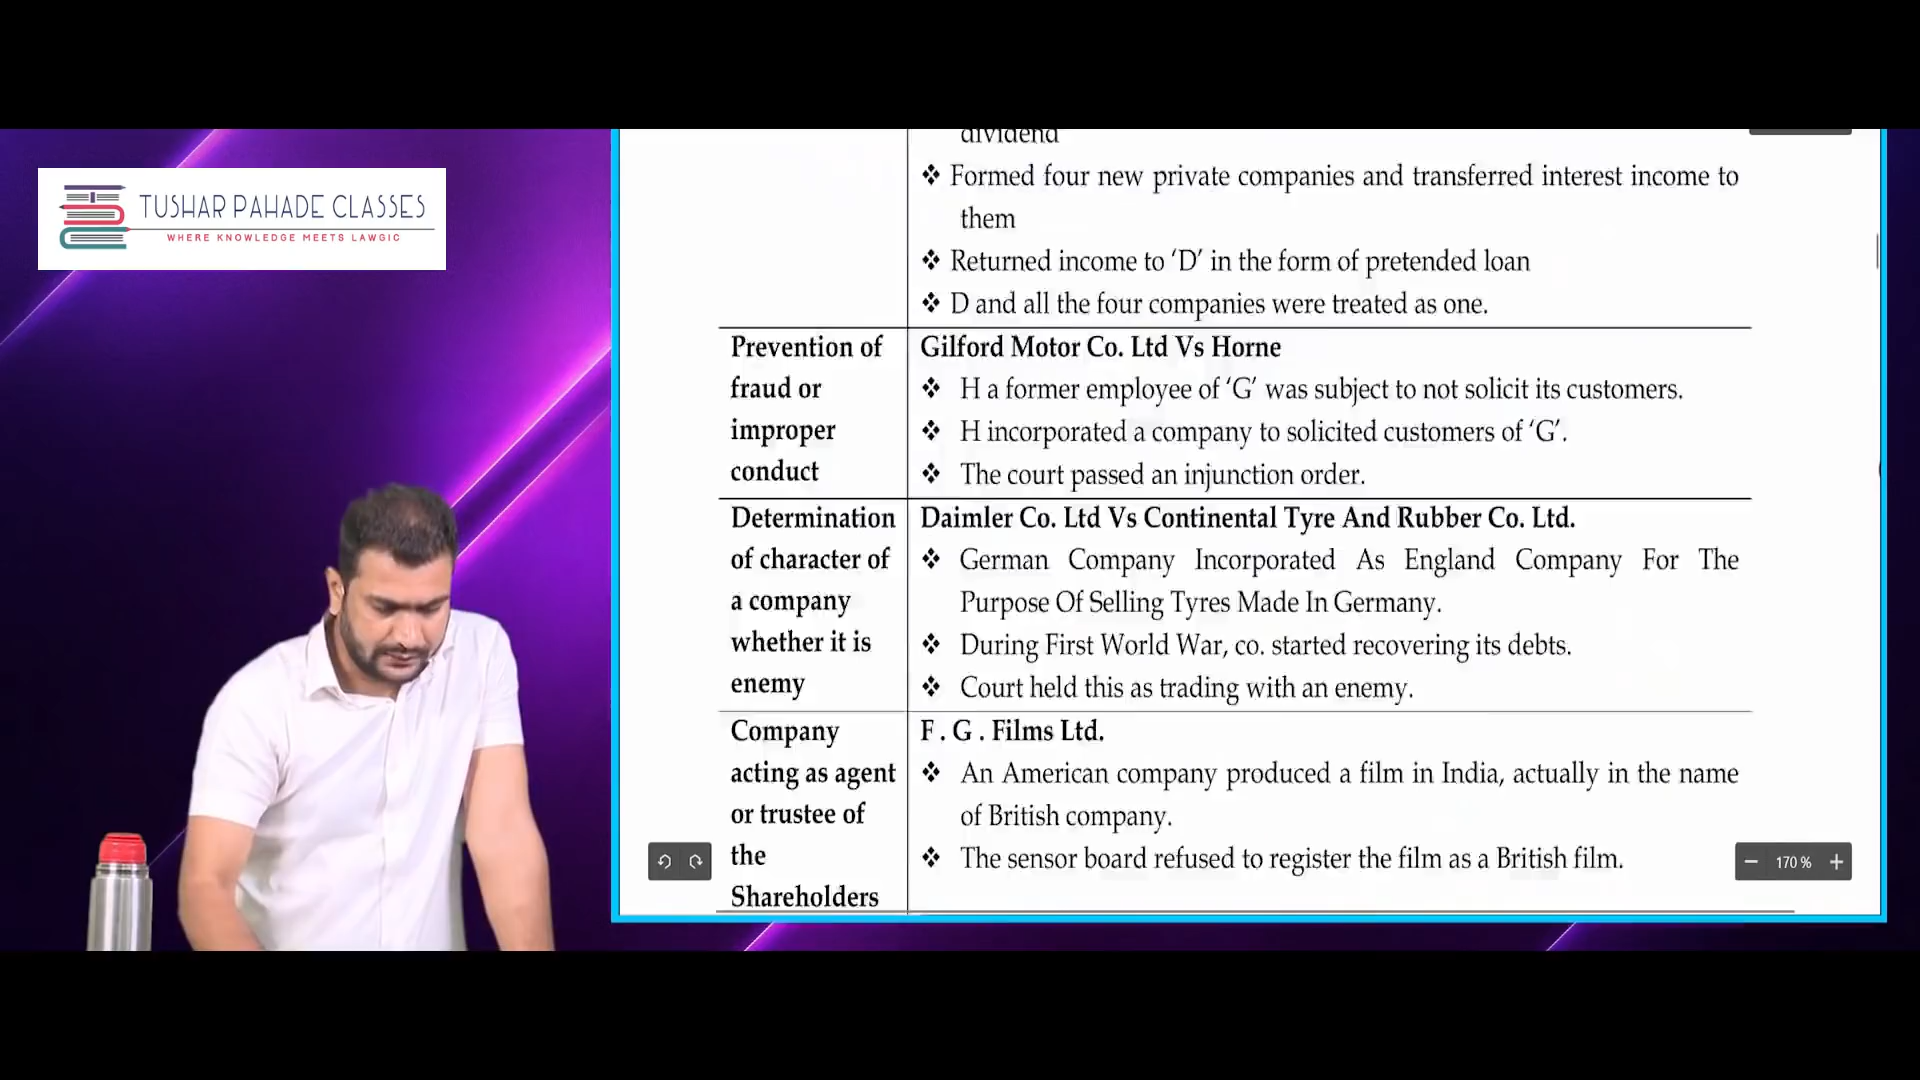 TUSHAR PAHADE CLASSES
WHERE KNOWLEDGE MEETS LAWGIC
dividend
❖ Formed four new private companies and transferred interest income to
them
❖ Returned income to ‘D’ in the form of pretended loan
❖ D and all the four companies were treated as one.
Prevention of
fraud or
improper
conduct
Gilford Motor Co. Ltd Vs Horne
❖ H a former employee of ‘G’ was subject to not solicit its customers.
❖ H incorporated a company to solicited customers of ‘G’.
❖ The court passed an injunction order.
Determination
of character of
a company
whether it is
enemy
Daimler Co. Ltd Vs Continental Tyre And Rubber Co. Ltd.
❖ German Company Incorporated As England Company For The
Purpose Of Selling Tyres Made In Germany.
❖ During First World War, co. started recovering its debts.
❖ Court held this as trading with an enemy.
Company
acting as agent
or trustee of
the
Shareholders
F . G . Films Ltd.
❖ An American company produced a film in India, actually in the name
of British company.
❖ The sensor board refused to register the film as a British film.
170 %